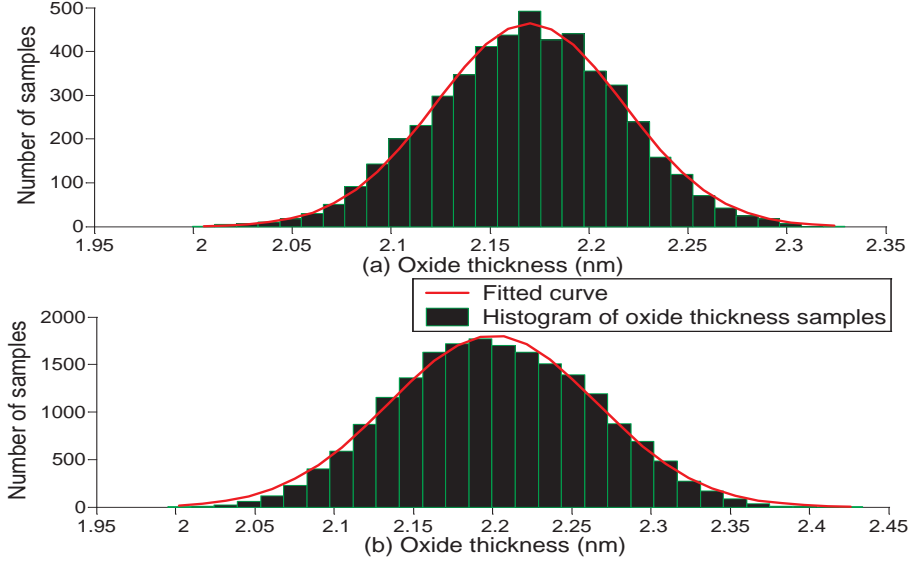 Number of samples
500
400
300
200
100
0
1.95 2 2.05 2.1 2.15 2.2 2.25 2.3 2.35
(a) Oxide thickness (nm)
Fitted curve
Histogram of oxide thickness samples
Number of samples
2000
1500
1000
500
0
1.95 2 2.05 2.1 2.15 2.2 2.25 2.3 2.35 2.4 2.45
(b) Oxide thickness (nm)